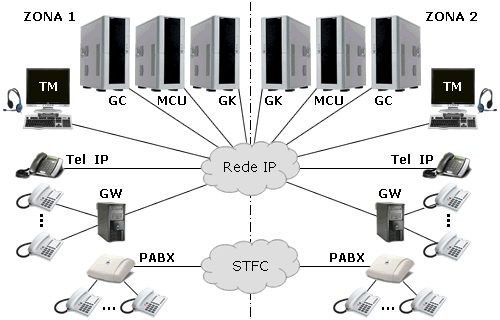 ZONA 1
ZONA 2
TM
GC
MCU
GK
GK
MCU
GC
TM
Tel IP
Rede IP
Tel IP
GW
GW
PABX
STFC
PABX